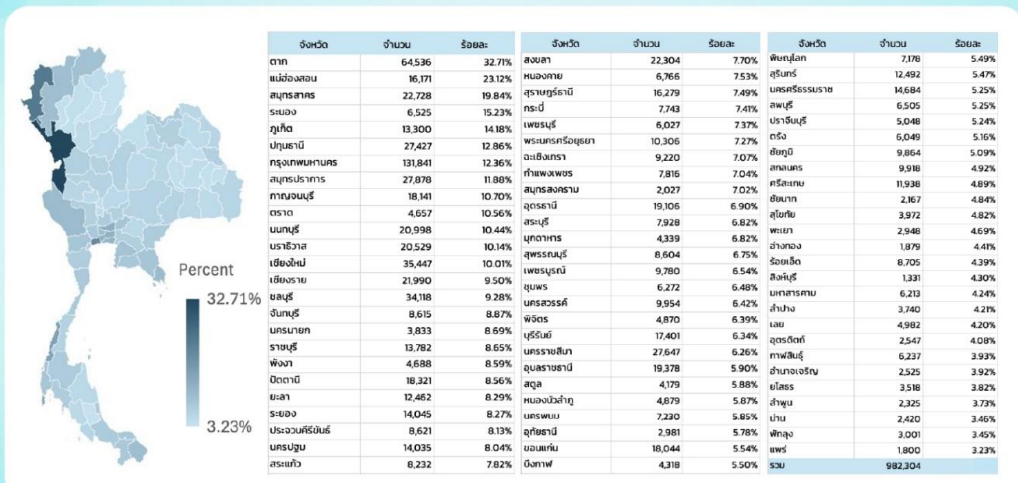 Percent
32.71%
3.23%
จังหวัด จำนวน ร้อยละ
ตาก 64,536 32.71%
แม่ฮ่องสอน 16,171 23.12%
สมุทรสาคร 22,728 19.84%
ระนอง 6,525 15.23%
ภูเก็ต 13,300 14.18%
ปทุมธานี 27,427 12.86%
กรุงเทพมหานคร 131,841 12.36%
สมุทรปราการ 27,878 11.88%
กาญจนบุรี 18,141 10.70%
ตราด 4,657 10.56%
นนทบุรี 20,998 10.44%
นราธิวาส 20,529 10.14%
เชียงใหม่ 35,447 10.01%
เชียงราย 21,990 9.50%
ชลบุรี 34,118 9.28%
จันทบุรี 8,615 8.87%
นครนายก 3,833 8.69%
ราชบุรี 13,782 8.65%
พังงา 4,688 8.59%
ปัตตานี 18,321 8.56%
ยะลา 12,462 8.29%
ระยอง 14,045 8.27%
ประจวบคีรีขันธ์ 8,621 8.13%
นครปฐม 14,035 8.04%
สระแก้ว 8,232 7.82%
จังหวัด จำนวน ร้อยละ
สงขลา 22,304 7.70%
หนองคาย 6,766 7.53%
สุราษฎร์ธานี 16,279 7.49%
กระบี่ 7,743 7.41%
เพชรบุรี 6,027 7.37%
พระนครศรีอยุธยา 10,306 7.27%
ฉะเชิงเทรา 9,220 7.07%
กำแพงเพชร 7,816 7.04%
สมุทรสงคราม 2,027 7.02%
อุดรธานี 19,106 6.90%
สระบุรี 7,928 6.82%
มุกดาหาร 4,339 6.82%
สุพรรณบุรี 8,604 6.75%
เพชรบูรณ์ 9,780 6.54%
ชุมพร 6,272 6.48%
นครสวรรค์ 9,954 6.42%
พิจิตร 4,870 6.39%
บุรีรัมย์ 17,401 6.34%
นครราชสีมา 27,647 6.26%
อุบลราชธานี 19,378 5.90%
สตูล 4,179 5.88%
หนองบัวลำภู 4,879 5.87%
นครพนม 7,230 5.85%
อุทัยธานี 2,981 5.78%
ขอนแก่น 18,044 5.54%
บึงกาฬ 4,318 5.50%
จังหวัด จำนวน ร้อยละ
พิษณุโลก 7,178 5.49%
สุรินทร์ 12,492 5.47%
นครศรีธรรมราช 14,684 5.25%
ลพบุรี 6,505 5.25%
ปราจีนบุรี 5,048 5.24%
ตรัง 6,049 5.16%
ชัยภูมิ 9,864 5.09%
สกลนคร 9,918 4.92%
ศรีสะเกษ 11,938 4.89%
ชัยนาท 2,167 4.84%
สุโขทัย 3,972 4.82%
พะเยา 2,948 4.69%
อ่างทอง 1,879 4.41%
ร้อยเอ็ด 8,705 4.39%
สิงห์บุรี 1,331 4.30%
มหาสารคาม 6,213 4.24%
ลำปาง 3,740 4.21%
เลย 4,982 4.20%
อุตรดิตถ์ 2,547 4.08%
กาฬสินธุ์ 6,237 3.93%
อำนาจเจริญ 2,525 3.92%
ยโสธร 3,518 3.82%
ลำพูน 2,325 3.73%
น่าน 2,420 3.46%
พัทลุง 3,001 3.45%
แพร่ 1,800 3.23%
รวม 982,304